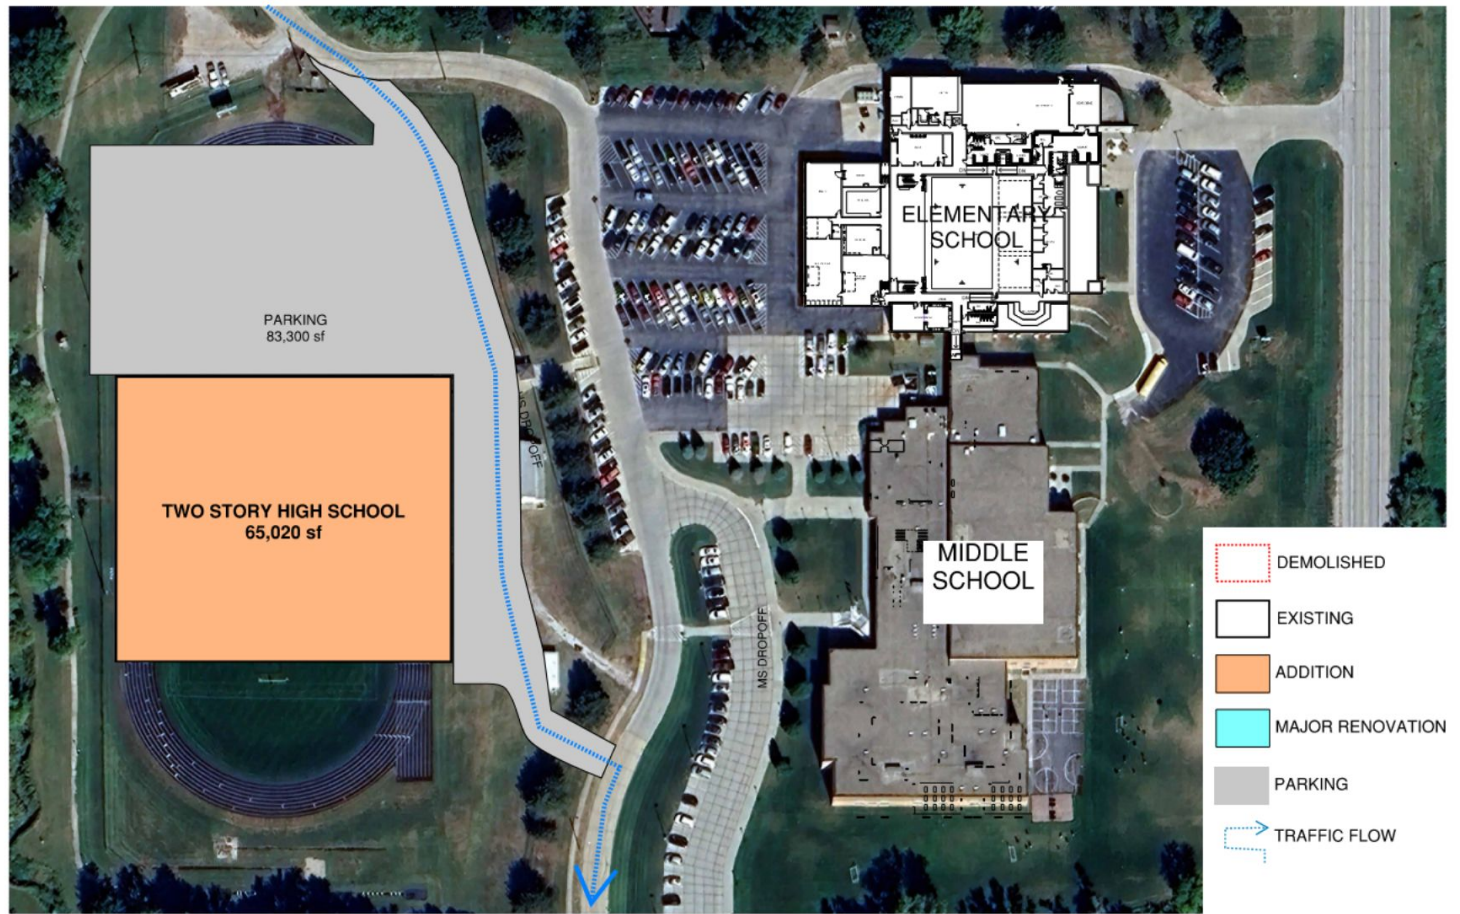 ELEMENTARY
SCHOOL
PARKING
83,300 sf
MS DROPOFF
TWO STORY HIGH SCHOOL
65,020 sf
MIDDLE
SCHOOL
MS DROPOFF
DEMOLISHED
EXISTING
ADDITION
MAJOR RENOVATION
PARKING
TRAFFIC FLOW